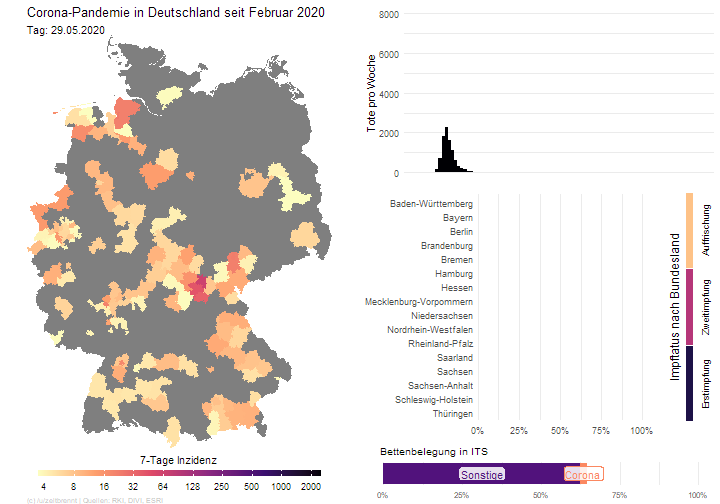 Corona-Pandemie in Deutschland seit Februar 2020
Tag: 29.05.2020
7-Tage Inzidenz
4 8 16 32 64 125 250 500 1000 2000
(c) /u/zeitbremt | Quellen: RKI, DIVI, ESRI
Tote pro Woche
8000
6000
4000
2000
0
Baden-Württemberg
Bayern
Berlin
Brandenburg
Bremen
Hamburg
Hessen
Mecklenburg-Vorpommern
Niedersachsen
Nordrhein-Westfalen
Rheinland-Pfalz
Saarland
Sachsen
Sachsen-Anhalt
Schleswig-Holstein
Thüringen
0% 25% 50% 75% 100%
Impflatus nach Bundesland
Auffrischung
Zweitimpfung
Erstimpfung
Bettenbelegung in ITS
Sonstige
Corona
0% 25% 50% 75% 100%